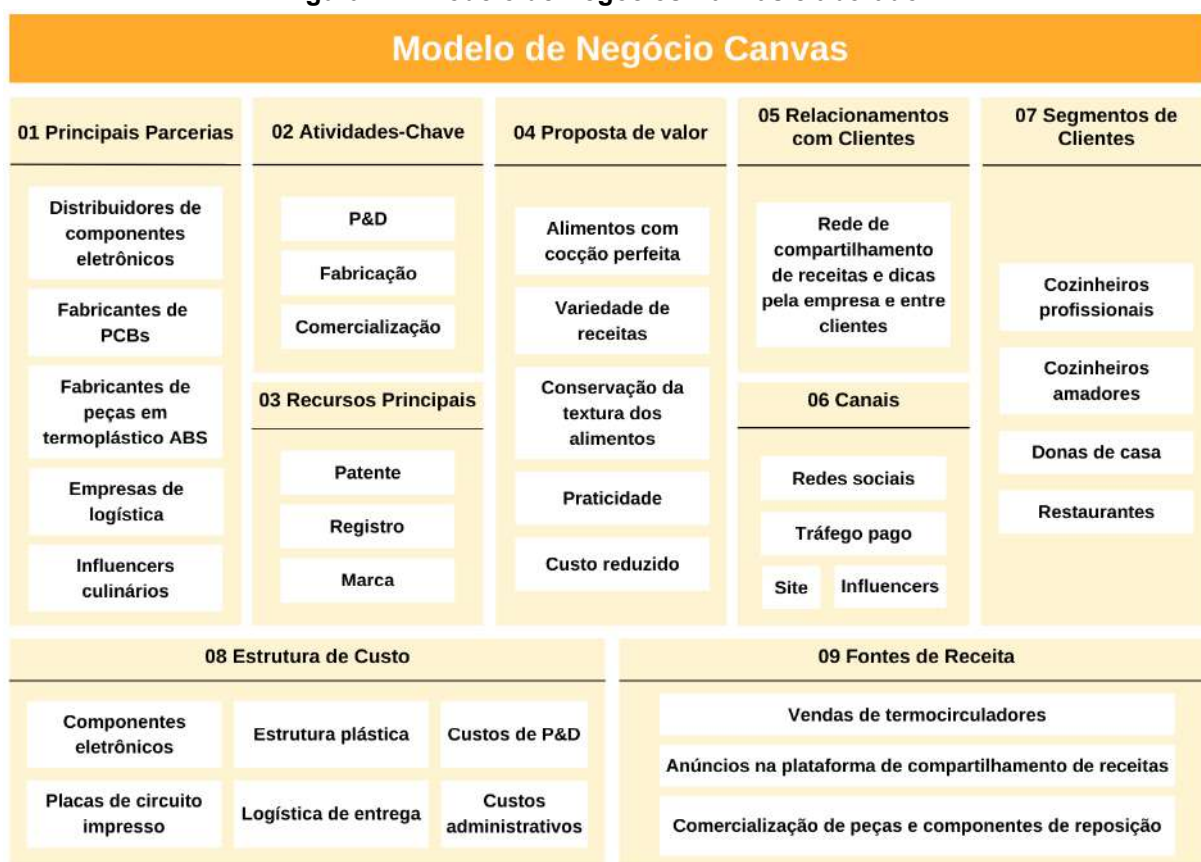 Modelo de Negócio Canvas
01 Principais Parcerias
Distribuidores de
componentes
eletrônicos
Fabricantes de
PCBs
Fabricantes de
peças em
termoplástico ABS
Empresas de
logística
Influencers
culinários
02 Atividades-Chave
P&D
Fabricação
Comercialização
03 Recursos Principais
Patente
Registro
Marca
04 Proposta de valor
Alimentos com
cocção perfeita
Variedade de
receitas
Conservação da
textura dos
alimentos
Praticidade
Custo reduzido
05 Relacionamentos
com Clientes
Rede de
compartilhamento
de receitas e dicas
pela empresa e entre
clientes
06 Canais
Redes sociais
Tráfego pago
Site
Influencers
07 Segmentos de
Clientes
Cozinheiros
profissionais
Cozinheiros
amadores
Donas de casa
Restaurantes
08 Estrutura de Custo
Componentes
eletrônicos
Estrutura plástica
Custos de P&D
Placas de circuito
impresso
Logística de entrega
Custos
administrativos
09 Fontes de Receita
Vendas de termocirculadores
Anúncios na plataforma de compartilhamento de receitas
Comercialização de peças e componentes de reposição